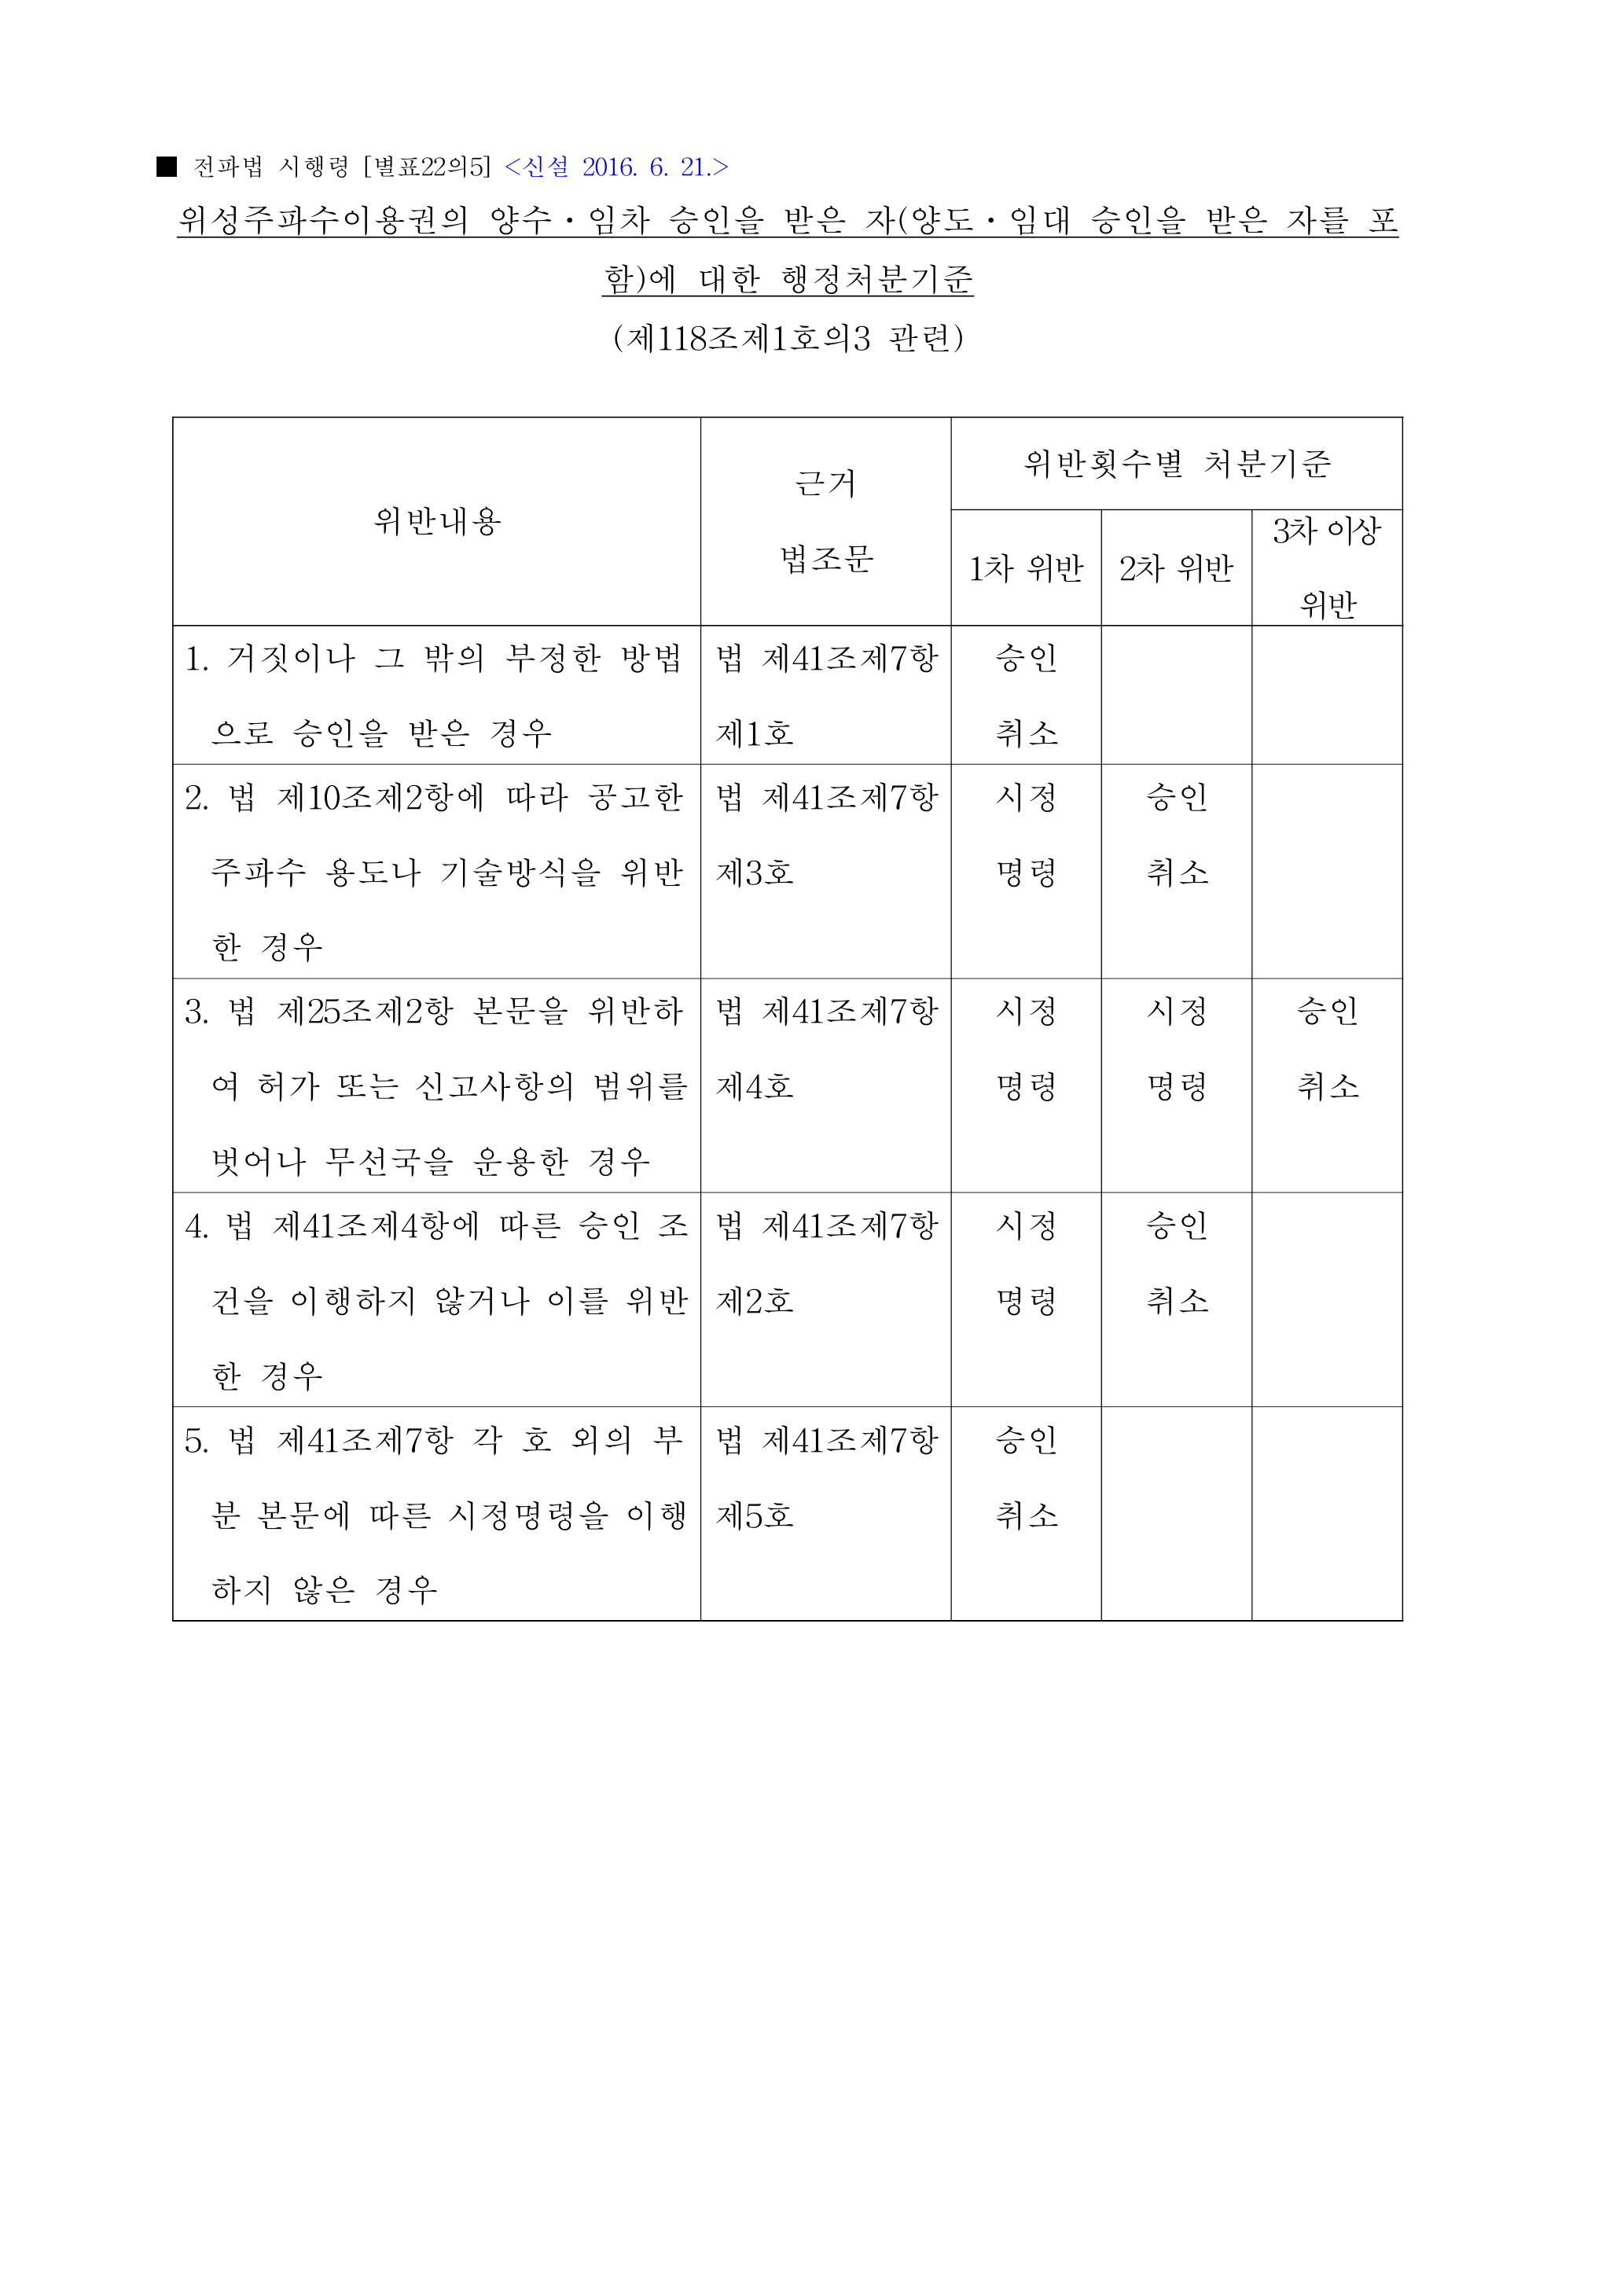 ■ 전파법 시행령 [별표22의5] <신설 2016. 6. 21.>
위성주파수이용권의 양수·임차 승인을 받은 자(양도·임대 승인을 받은 자를 포
함)에 대한 행정처분기준
(제118조제1호의3 관련)
위반내용
근거
법조문
위반횟수별 처분기준
1차 위반
2차 위반
3차 이상
위반
1. 거짓이나 그 밖의 부정한 방법
으로 승인을 받은 경우
법 제41조제7항
제1호
승인
취소
2. 법 제10조제2항에 따라 공고한
주파수 용도나 기술방식을 위반
한 경우
법 제41조제7항
제3호
시정
명령
승인
취소
3. 법 제25조제2항 본문을 위반하
여 허가 또는 신고사항의 범위를
벗어나 무선국을 운용한 경우
법 제41조제7항
제4호
시정
명령
시정
명령
승인
취소
4. 법 제41조제4항에 따른 승인 조
건을 이행하지 않거나 이를 위반
한 경우
법 제41조제7항
제2호
시정
명령
승인
취소
5. 법 제41조제7항 각 호 외의 부
분 본문에 따른 시정명령을 이행
하지 않은 경우
법 제41조제7항
제5호
승인
취소